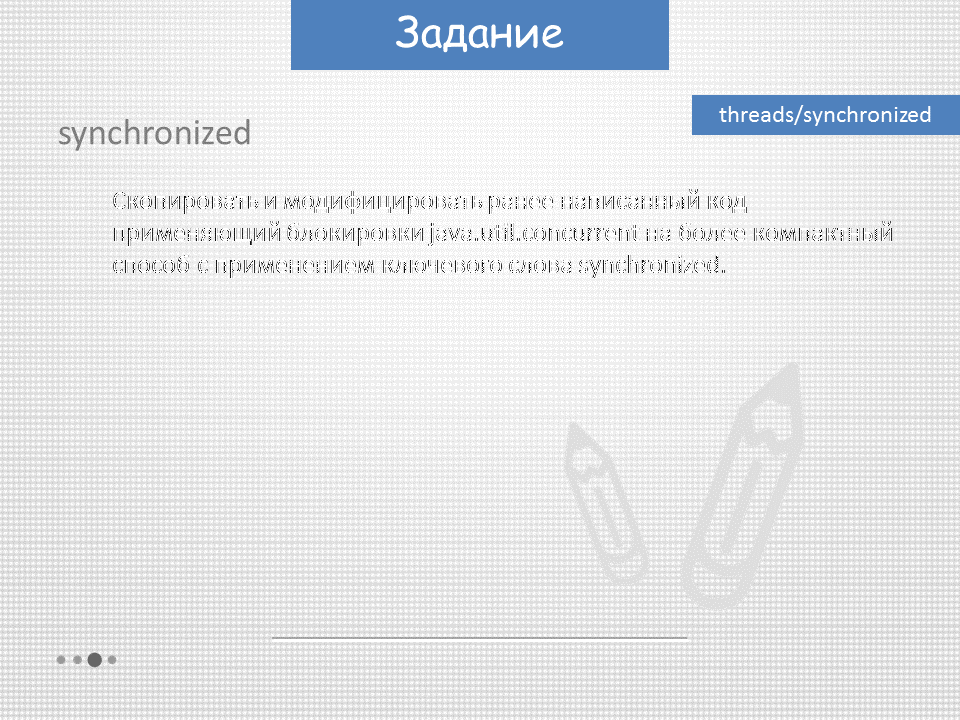 Задание
threads/synchronized
synchronized
Скопировать и модифицировать ранее написанный код
применяющий блокировки java.util.concurrent на более компактный
способ с применением ключевого слова synchronized.